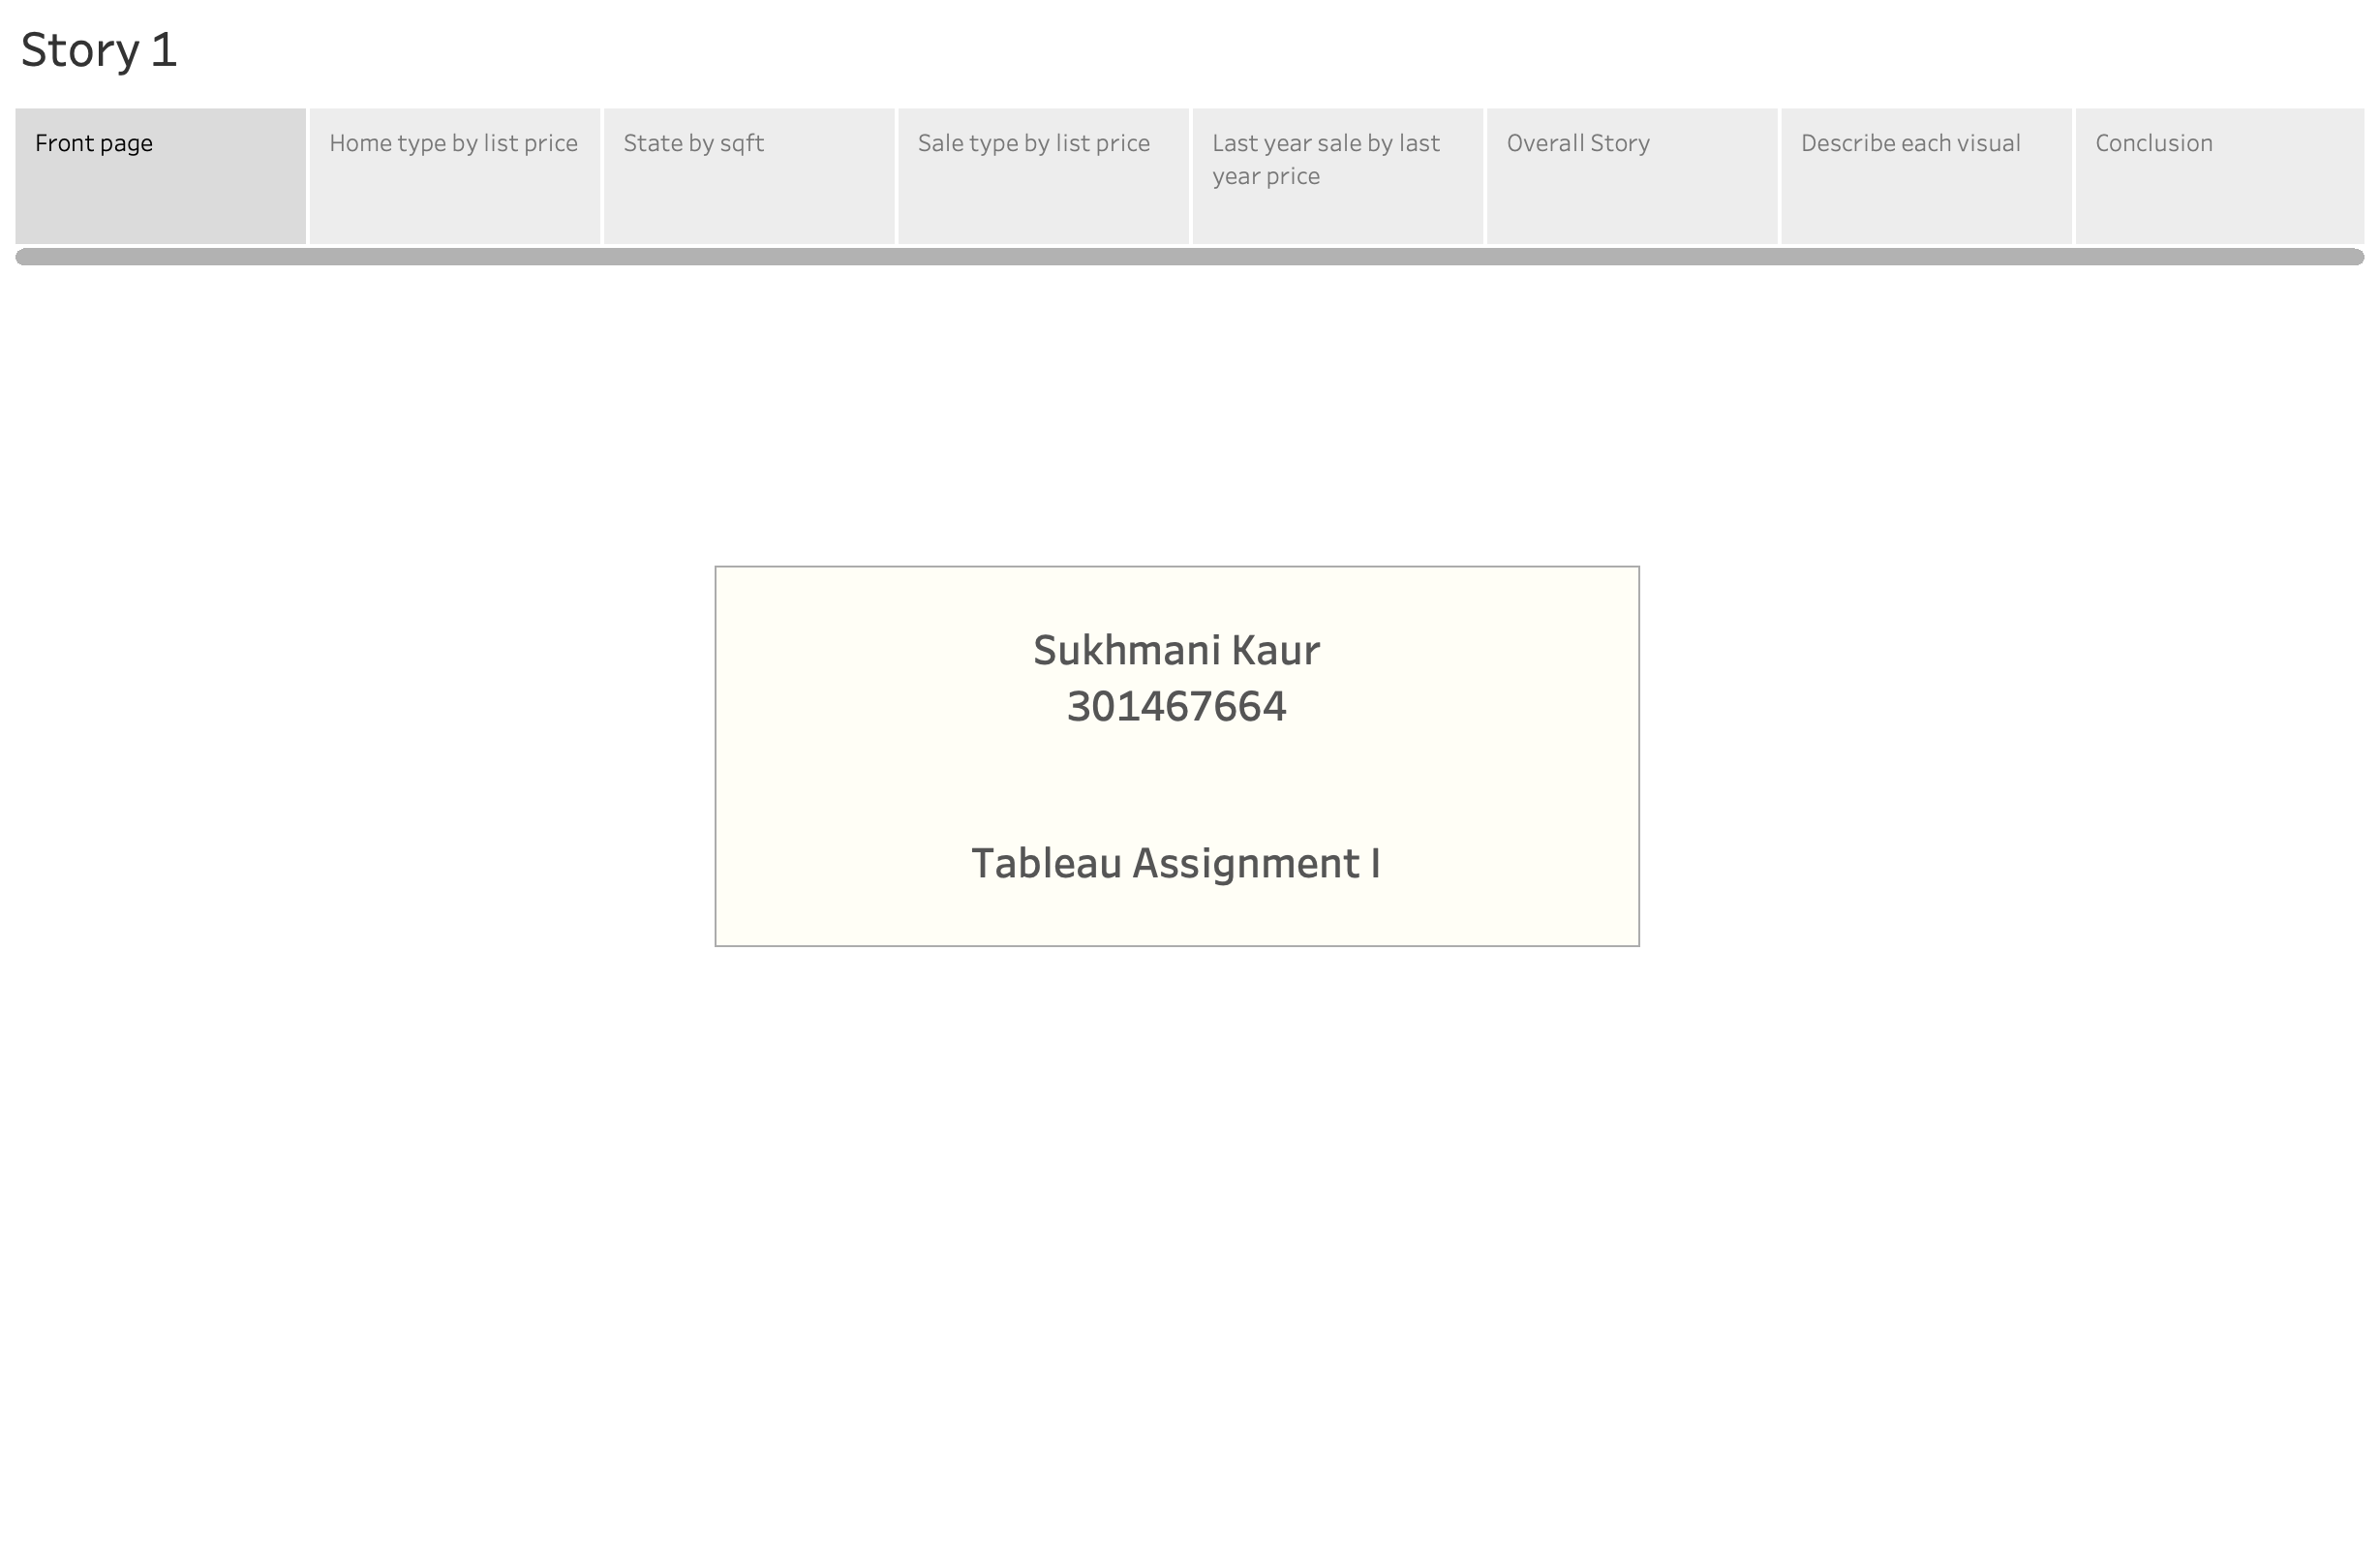 Story 1
Front page
Home type by list price
State by sqft
Sale type by list price
Last year sale by last
year price
Overall Story
Describe each visual
Conclusion
Sukhmani Kaur
301467664
Tableau Assignment I